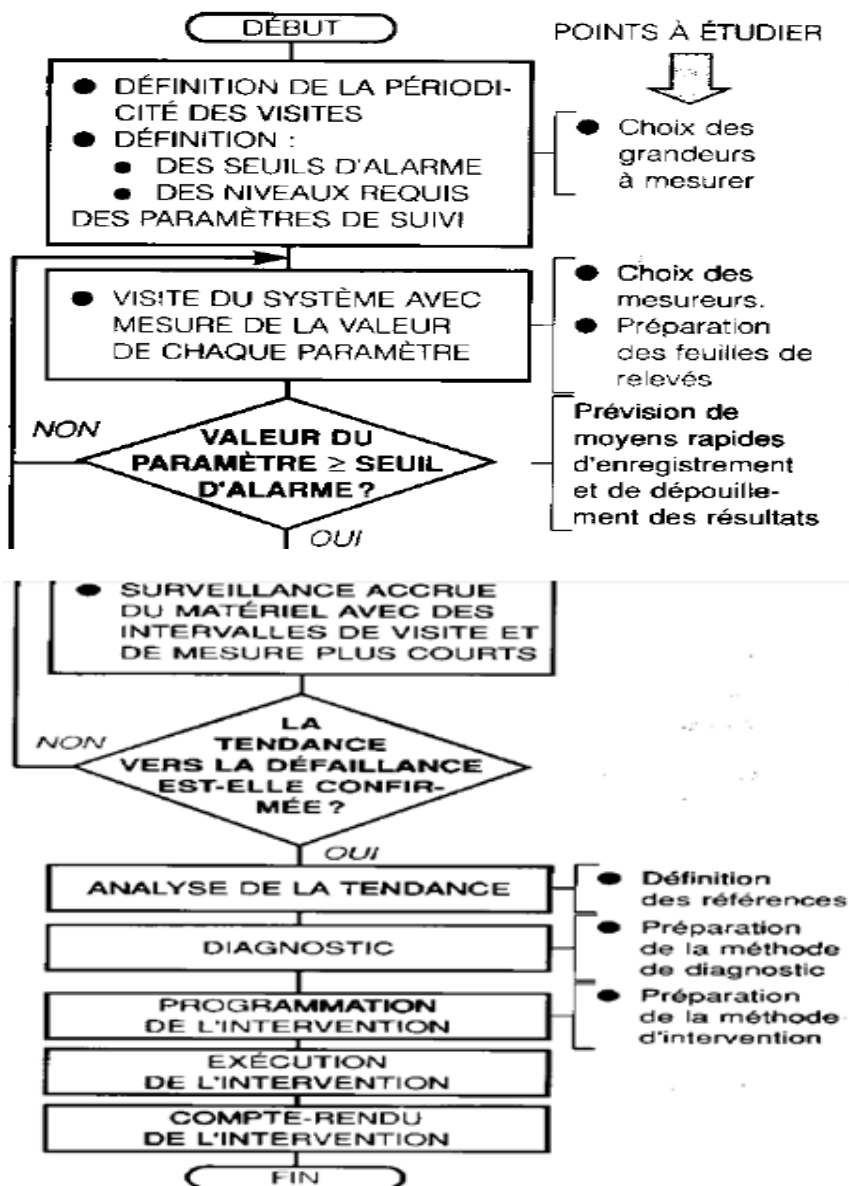 DÉBUT
POINTS À ÉTUDIER
● DÉFINITION DE LA PÉRIODI-
CITÉ DES VISITES
● DÉFINITION :
● DES SEUILS D'ALARME
● DES NIVEAUX REQUIS
DES PARAMÈTRES DE SUIVI
● Choix des
grandeurs
à mesurer
● VISITE DU SYSTÈME AVEC
MESURE DE LA VALEUR
DE CHAQUE PARAMÈTRE
● Choix des
mesureurs.
● Préparation
des feuilles de
relevés
NON
VALEUR DU
PARAMÈTRE ≥ SEUIL
D'ALARME ?
OUI
Prévision de
moyens rapides
d'enregistrement
et de dépouille-
ment des résultats
● SURVEILLANCE ACCRUE
DU MATÉRIEL AVEC DES
INTERVALLES DE VISITE ET
DE MESURE PLUS COURTS
NON
LA
TENDANCE
VERS LA DÉFAILLANCE
EST-ELLE CONFIR-
MÉE ?
OUI
ANALYSE DE LA TENDANCE
● Définition
des références
DIAGNOSTIC
● Préparation
de la méthode
de diagnostic
PROGRAMMATION
DE L'INTERVENTION
● Préparation
de la méthode
d'intervention
EXÉCUTION
DE L'INTERVENTION
COMPTE-RENDU
DE L'INTERVENTION
FIN